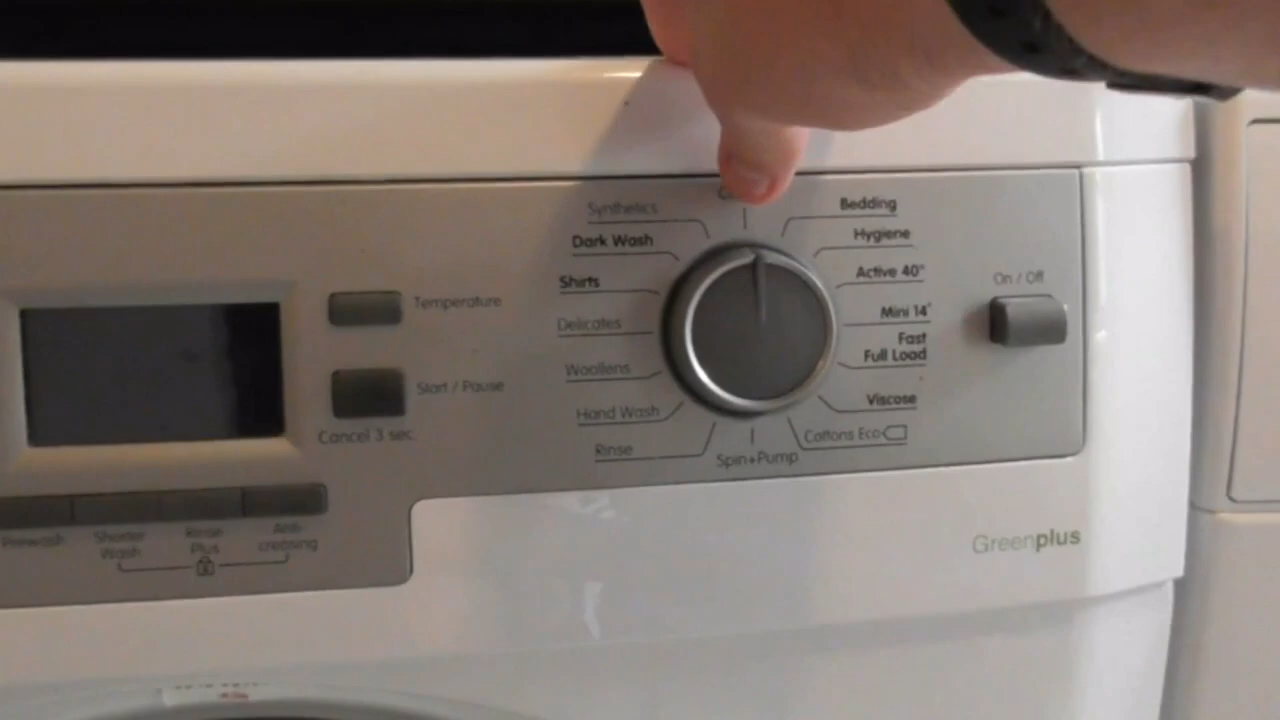 Synthetics
Dark Wash
Shirts
Delicates
Woollens
Hand Wash
Rinse
Spin+Pump
Bedding
Hygiene
Active 40°
Mini 14'
Fast
Full Load
Viscose
Cottons Eco
On / Off
Temperature
Start / Pause
Cancel 3 sec
Prewash
Shorter
Wash
Rinse
Plus
Anti-
creasing
Greenplus